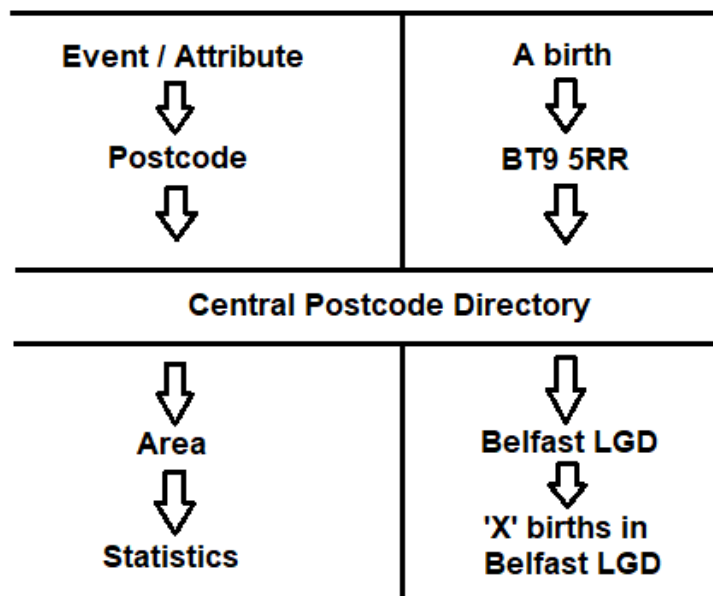 Event / Attribute
A birth
Postcode
BT9 5RR
Central Postcode Directory
Area
Belfast LGD
Statistics
'X' births in
Belfast LGD